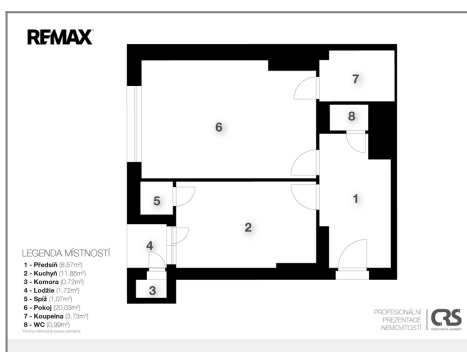 RE/MAX
7
8
6
5
1
2
4
3
LEGENDA MÍSTNOSTÍ
1 - Předsíň (8,57m²)
2 - Kuchyň (11,65m²)
3 - Komora (0,72m²)
4 - Lodžie (1,72m²)
5 - Spíž (1,07m²)
6 - Pokoj (20,03m²)
7 - Koupelna (3,73m²)
8 - WC (0,99m²)
PROFESIONÁLNÍ
PREZENTACE
NEMOVITOSTÍ
CRS